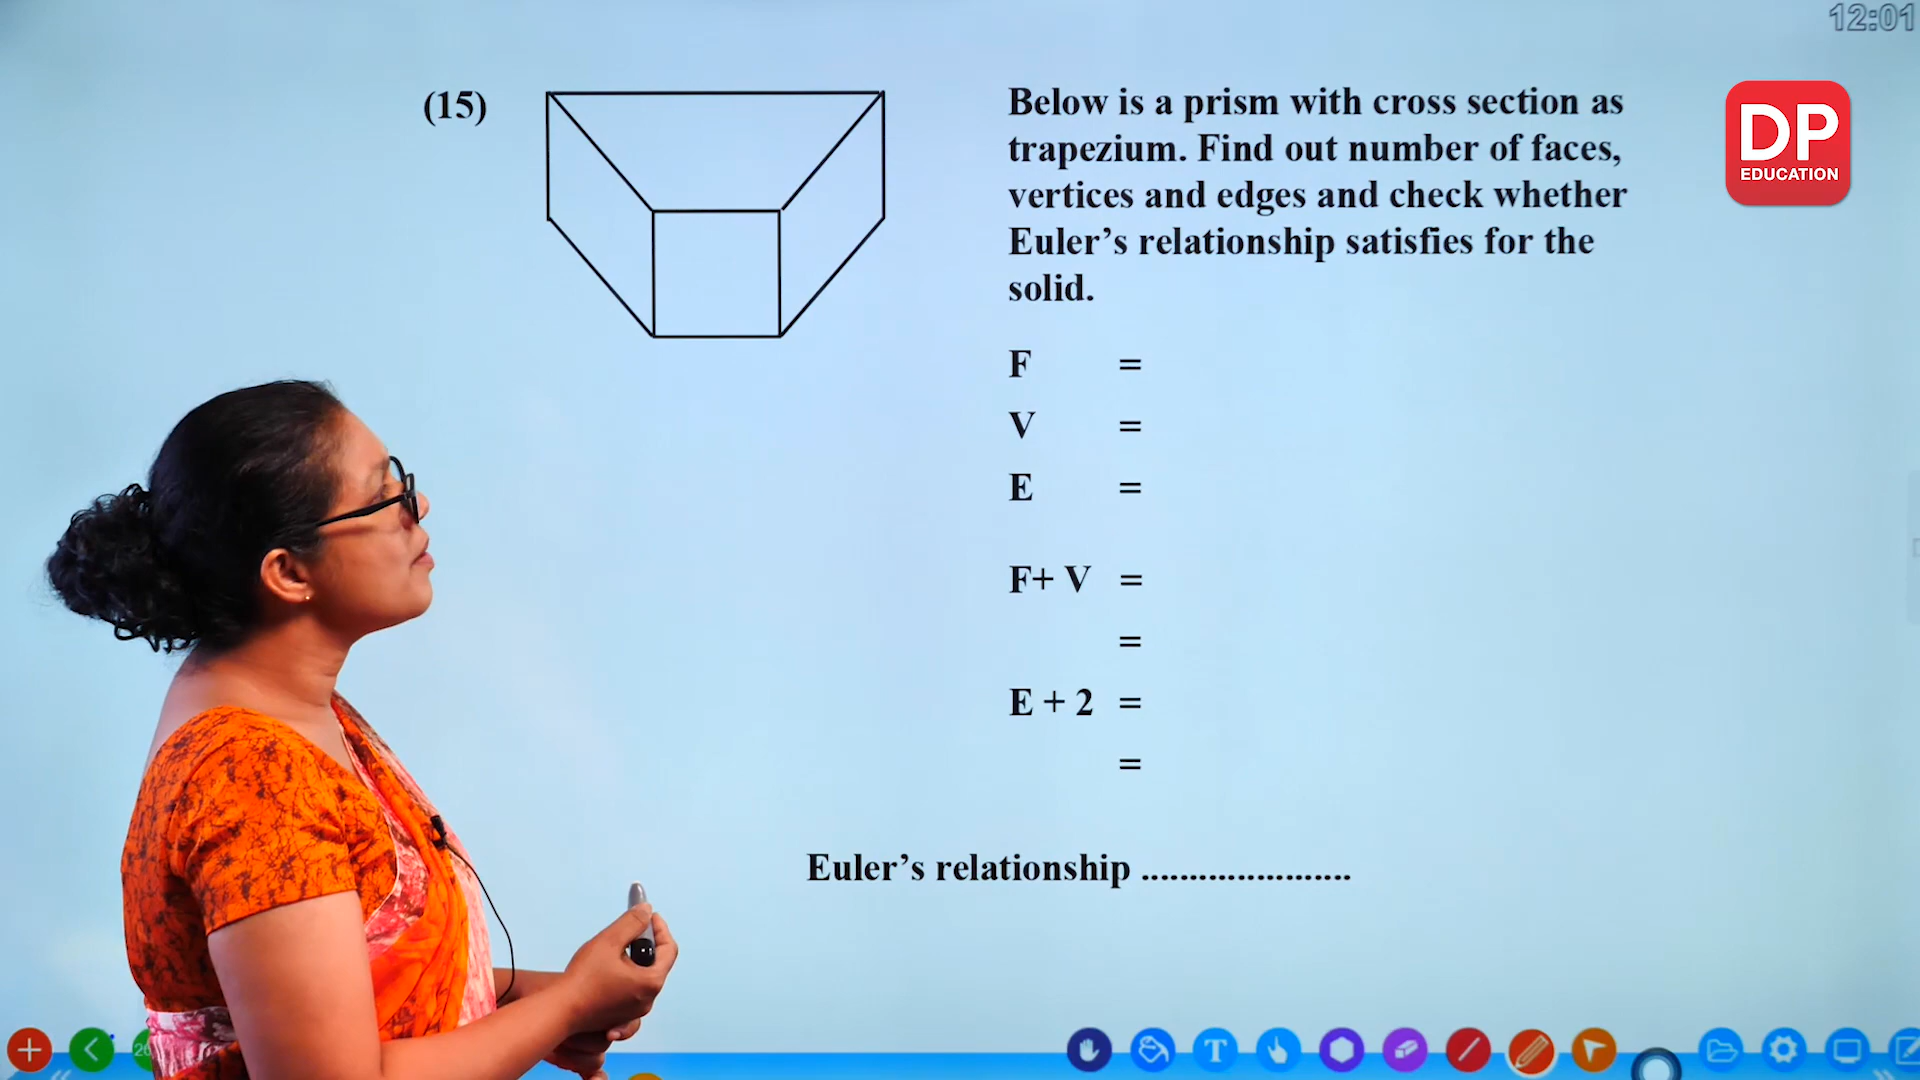 12:01
(15)
Below is a prism with cross section as
trapezium. Find out number of faces,
vertices and edges and check whether
Euler’s relationship satisfies for the
solid.
DP
EDUCATION
F =
V =
E =
F+ V =
=
E + 2 =
=
Euler’s relationship ......................
26
T